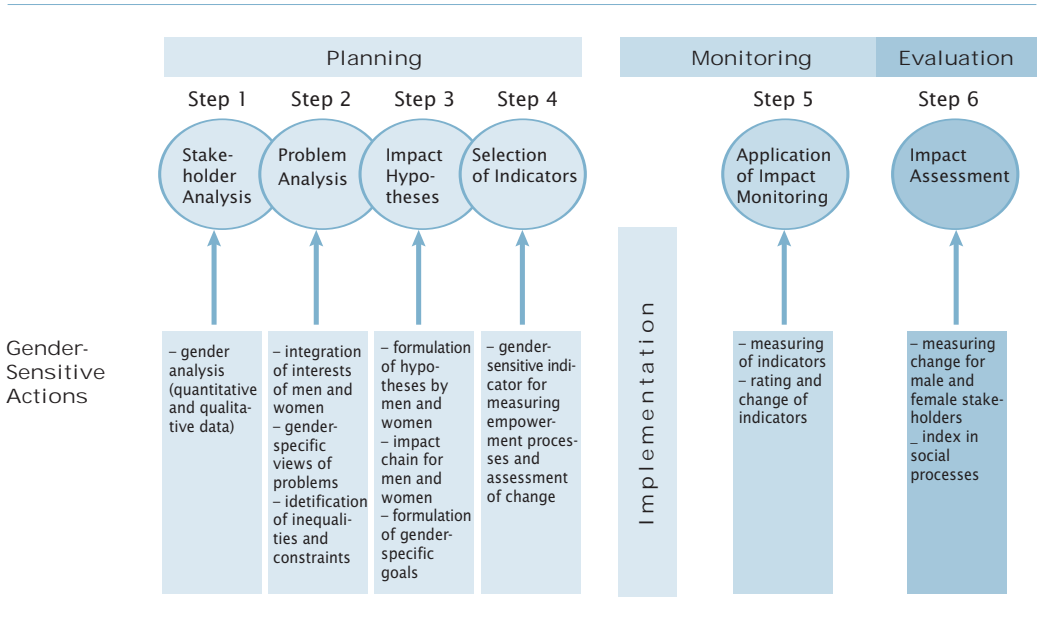 Planning
Monitoring
Evaluation
Step 1
Step 2
Step 3
Step 4
Step 5
Step 6
Stake-
holder
Analysis
Problem
Analysis
Impact
Hypo-
theses
Selection
of Indicators
Application
of Impact
Monitoring
Impact
Assessment
Gender-
Sensitive
Actions
– gender
analysis
(quantitative
and qualita-
tive data)
– integration
of interests
of men and
women
– gender-
specific
views of
problems
– idetification
of inequali-
ties and
constraints
– formulation
of hypo-
theses by
men and
women
– impact
chain for
men and
women
– formulation
of gender-
specific
goals
– gender-
sensitive indi-
cator for
measuring
empower-
ment proces-
ses and
assessment
of change
Implementation
– measuring
of indicators
– rating and
change of
indicators
– measuring
change for
male and
female stake-
holders
_ index in
social
processes